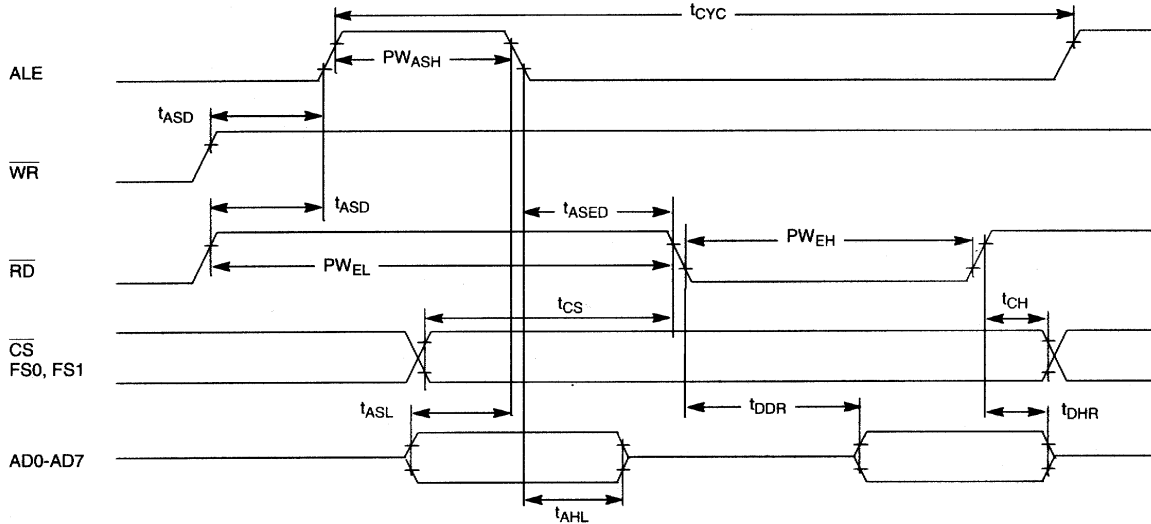 tCYC
PWASH
ALE
tASD
WR
tASD
tASED
PWEH
RD
PWEL
tCS
tCH
CS
FS0, FS1
tASL
tDDR
tDHR
AD0-AD7
tAHL